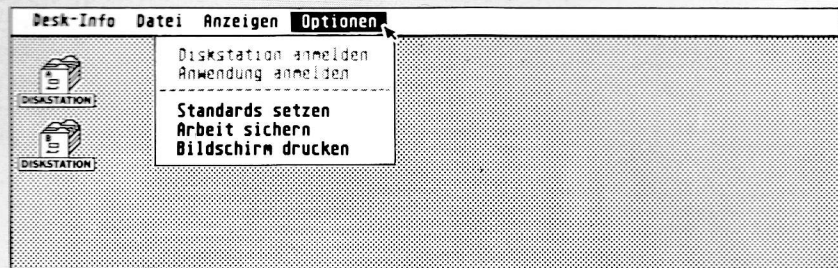 Desk-Info Datei Anzeigen Optionen
A
DISKSTATION
B
DISKSTATION
Diskstation anmelden
Anwendung anmelden
Standards setzen
Arbeit sichern
Bildschirm drucken